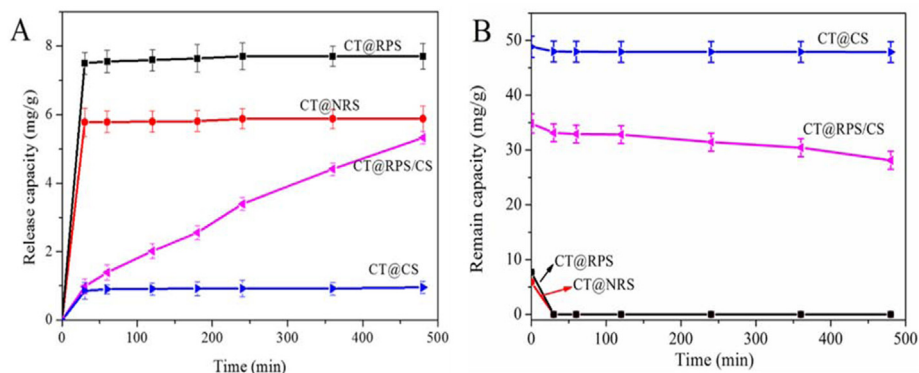 A
Release capacity (mg/g)
8
6
4
2
0
CT@RPS
CT@NRS
CT@RPS/CS
CT@CS
0 100 200 300 400 500
Time (min)
B
Remain capacity (mg/g)
50
40
30
20
10
0
CT@CS
CT@RPS/CS
CT@RPS
CT@NRS
0 100 200 300 400 500
Time (min)